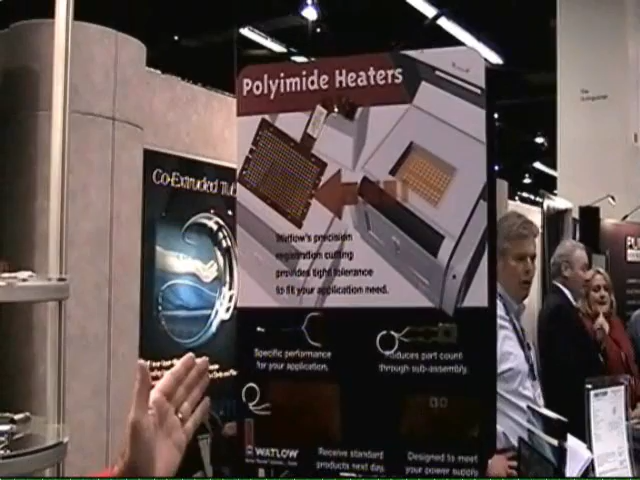 Polyimide Heaters
Co-Extruded Tub
Watlow's precision
registration cutting
provides tight tolerance
to fit your application need.
Specific performance
for your application.
Reduces part count
through sub-assembly.
WATLOW
Receive standard
products next day.
Designed to meet
your power supply